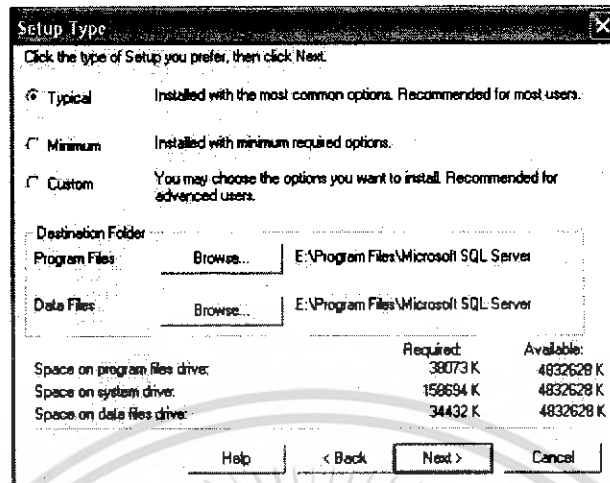 Setup Type
Click the type of Setup you prefer, then click Next.
Typical Installed with the most common options. Recommended for most users.
Minimum Installed with minimum required options.
Custom You may choose the options you want to install. Recommended for
advanced users.
Destination Folder
Program Files Browse... E:\Program Files\Microsoft SQL Server
Data Files Browse... E:\Program Files\Microsoft SQL Server
Required: Available:
Space on program files drive: 38073 K 4832628 K
Space on system drive: 158694 K 4832628 K
Space on data files drive: 34432 K 4832628 K
Help < Back Next > Cancel